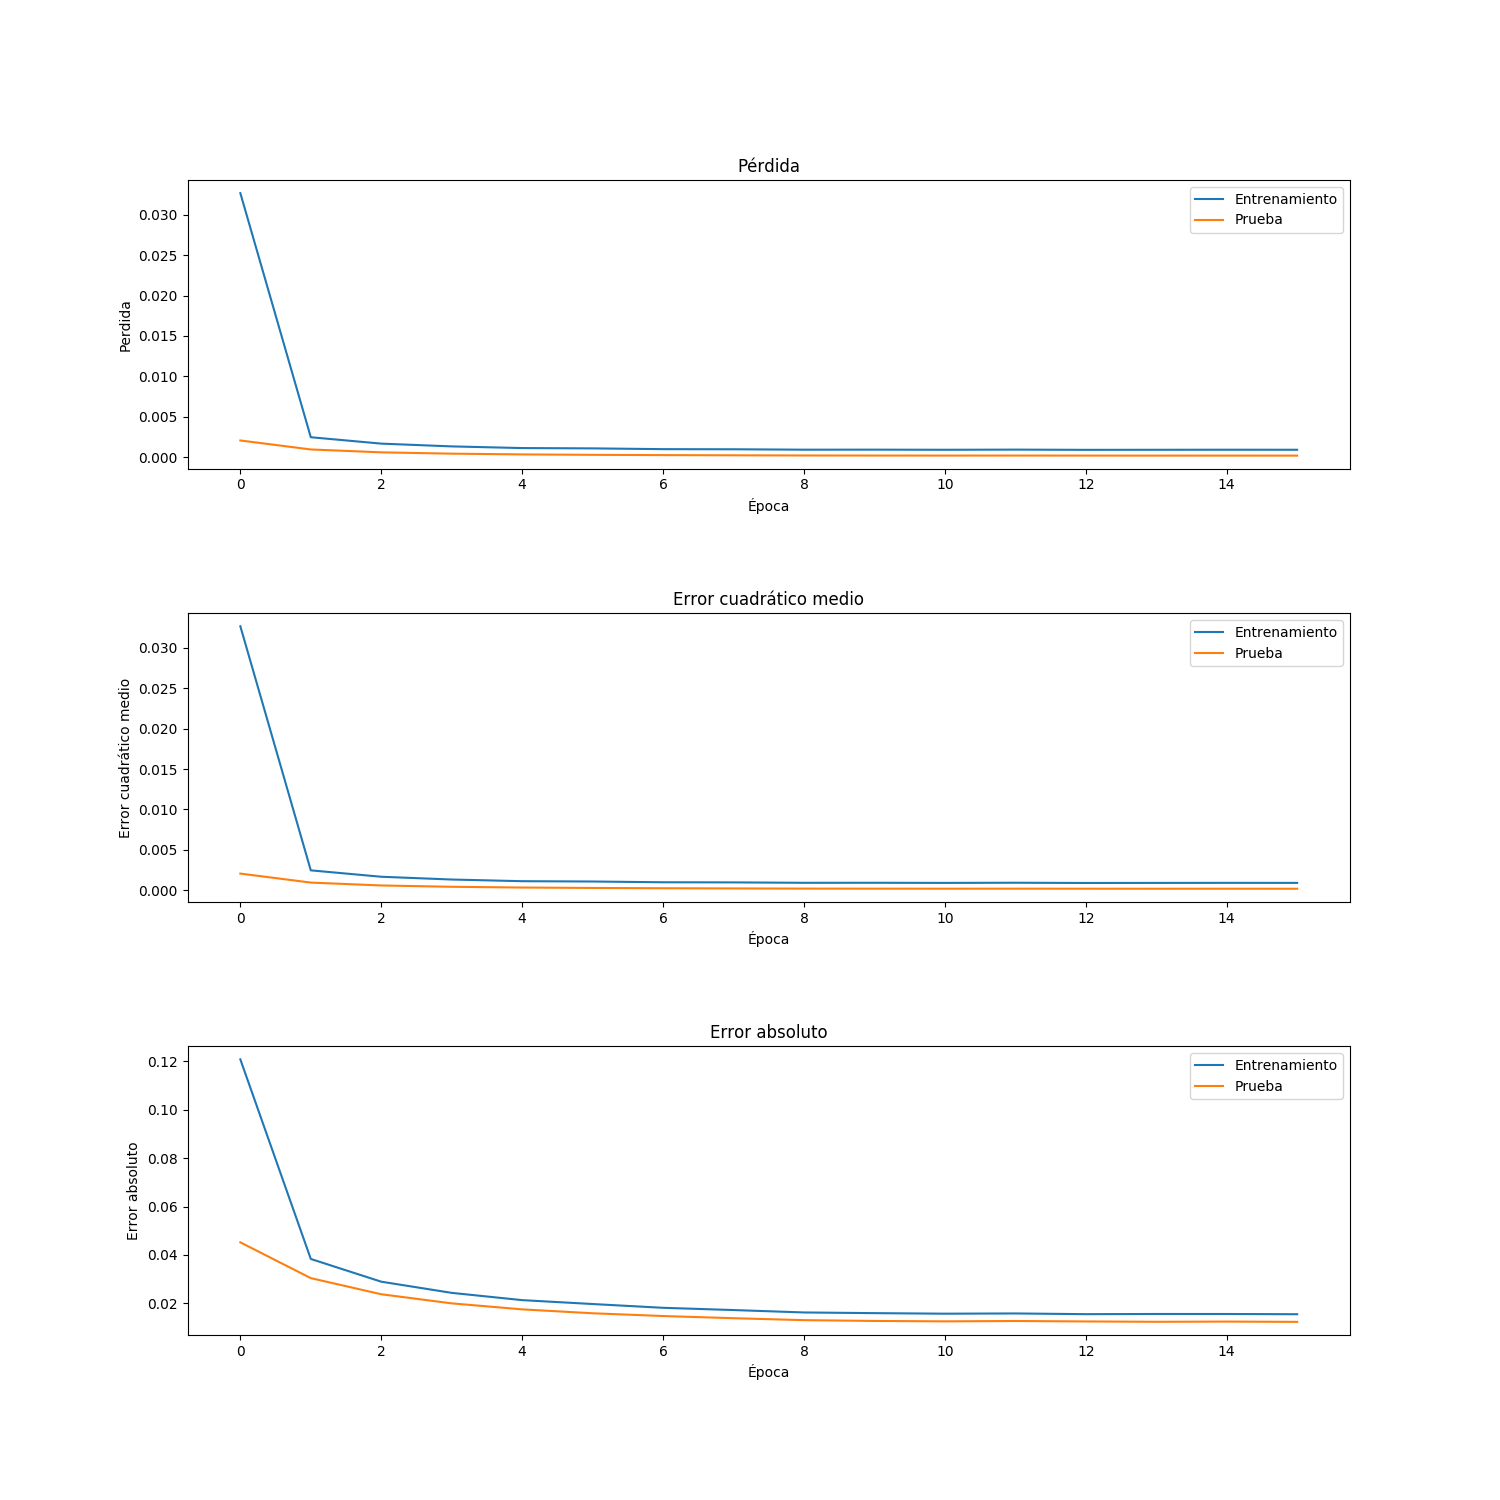 Pérdida
Perdida
0.030
0.025
0.020
0.015
0.010
0.005
0.000
Entrenamiento
Prueba
0 2 4 6 8 10 12 14
Época
Error cuadrático medio
Error cuadrático medio
0.030
0.025
0.020
0.015
0.010
0.005
0.000
Entrenamiento
Prueba
0 2 4 6 8 10 12 14
Época
Error absoluto
Error absoluto
0.12
0.10
0.08
0.06
0.04
0.02
Entrenamiento
Prueba
0 2 4 6 8 10 12 14
Época